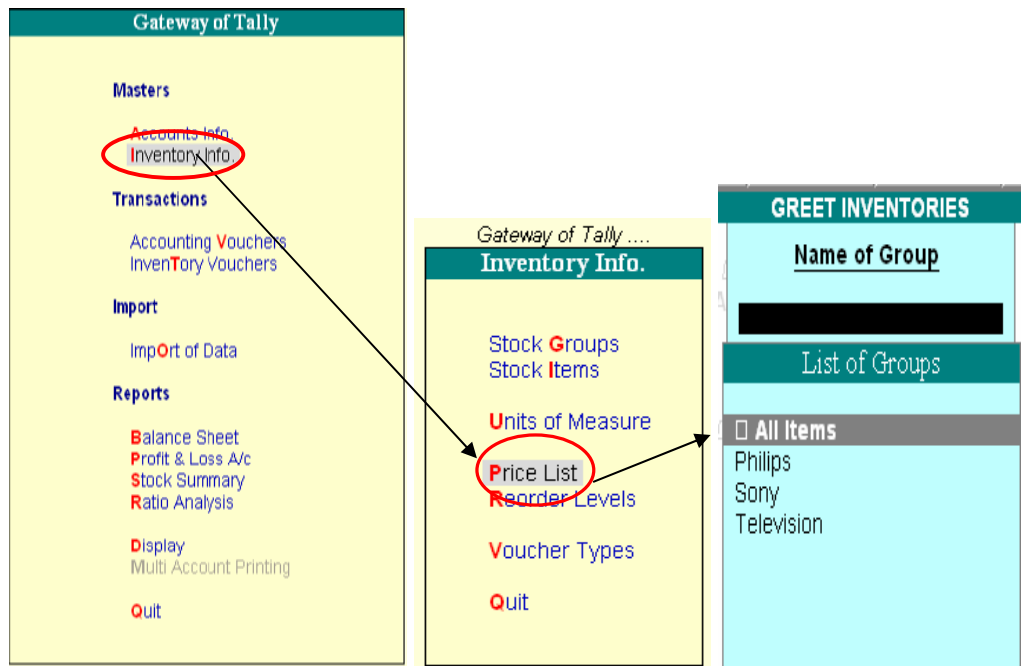 Gateway of Tally
Masters
Accounts Info.
Inventory Info.
Transactions
Accounting Vouchers
InvenTory Vouchers
Import
ImpOrt of Data
Reports
Balance Sheet
Profit & Loss A/c
Stock Summary
Ratio Analysis
Display
Multi Account Printing
Quit
Gateway of Tally ....
Inventory Info.
Stock Groups
Stock Items
Units of Measure
Price List
Reorder Levels
Voucher Types
Quit
GREET INVENTORIES
Name of Group
List of Groups
All Items
Philips
Sony
Television